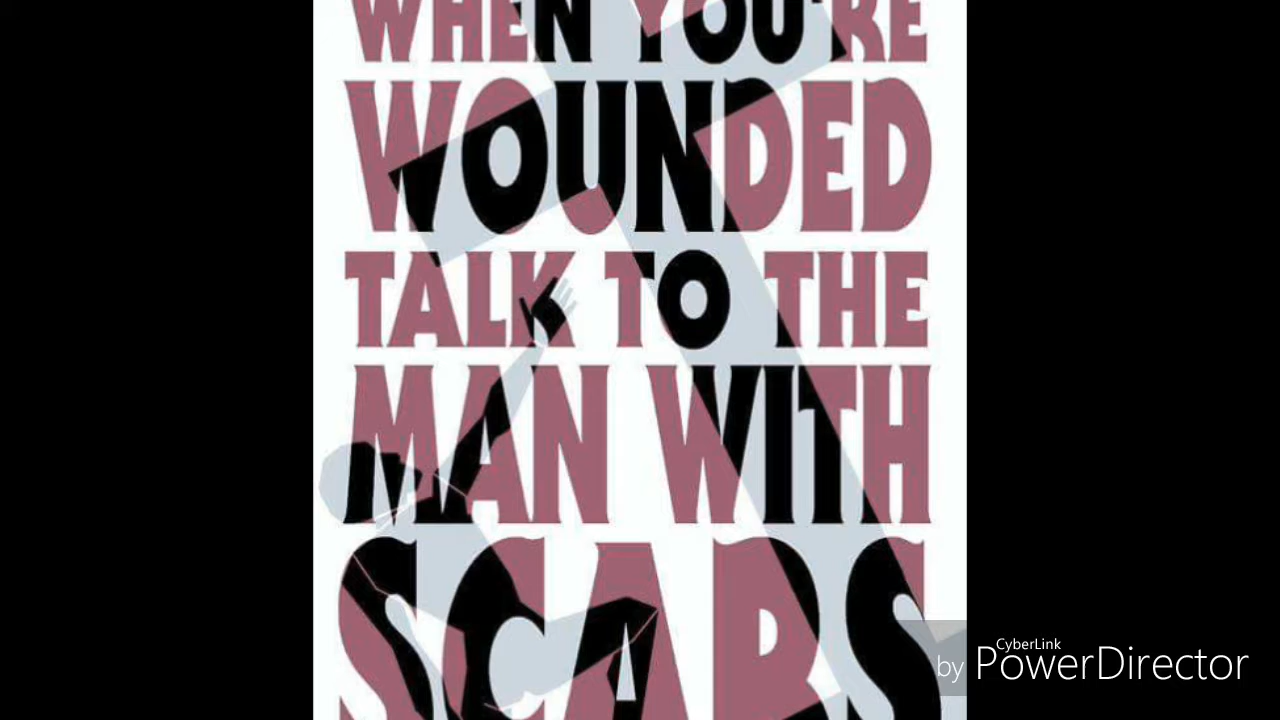 WHEN YOU'RE
WOUNDED
TALK TO THE
MAN WITH
SCARS
CyberLink
by PowerDirector